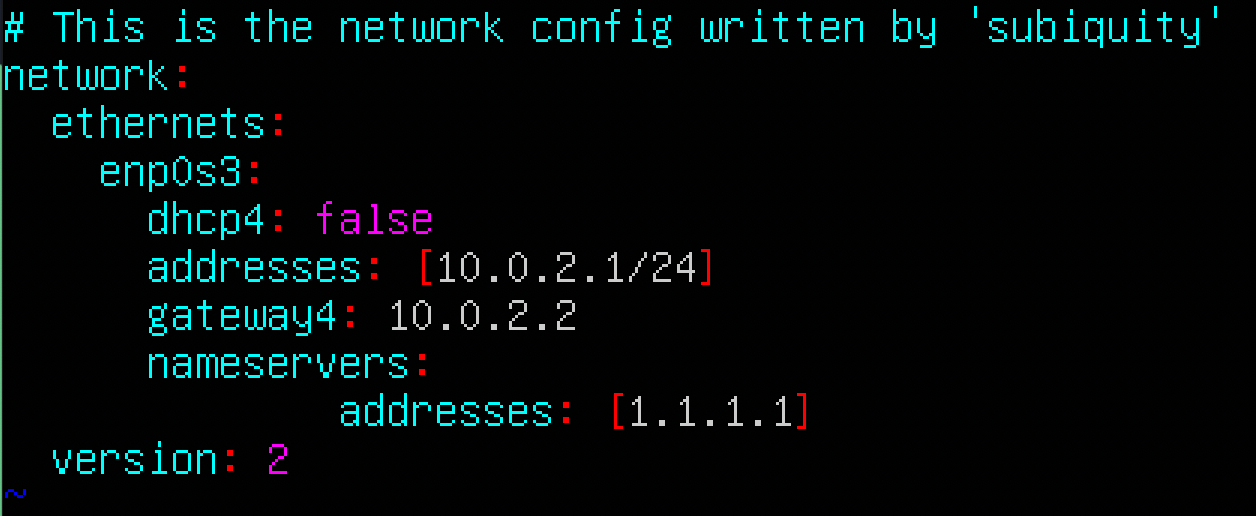 # This is the network config written by 'subiquity'
network:
  ethernets:
    enp0s3:
      dhcp4: false
      addresses: [10.0.2.1/24]
      gateway4: 10.0.2.2
      nameservers:
              addresses: [1.1.1.1]
  version: 2
~